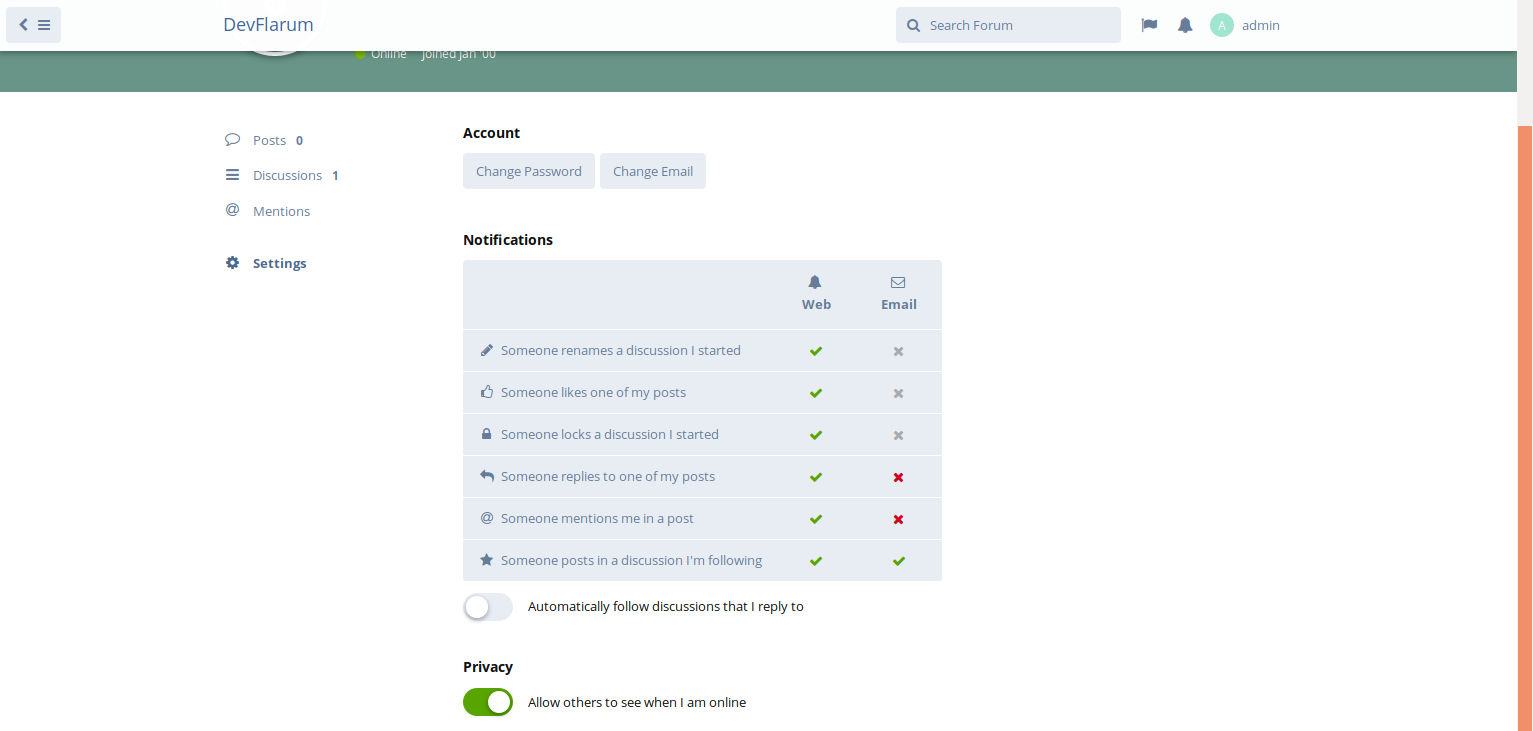 DevFlarum
Search Forum
A admin
Online Joined Jan '00
Posts 0
Discussions 1
Mentions
Settings
Account
Change Password Change Email
Notifications
Web Email
Someone renames a discussion I started
Someone likes one of my posts
Someone locks a discussion I started
Someone replies to one of my posts
@ Someone mentions me in a post
Someone posts in a discussion I'm following
Automatically follow discussions that I reply to
Privacy
Allow others to see when I am online